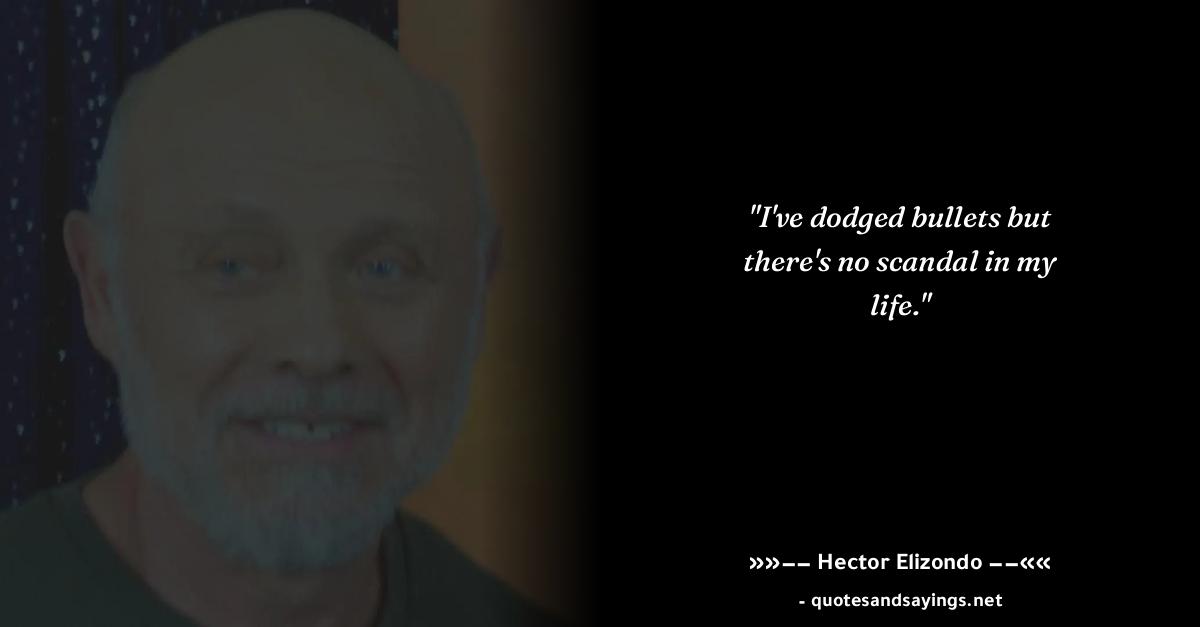 "I've dodged bullets but
there's no scandal in my
life."
»»−− Hector Elizondo −−««
- quotesandsayings.net